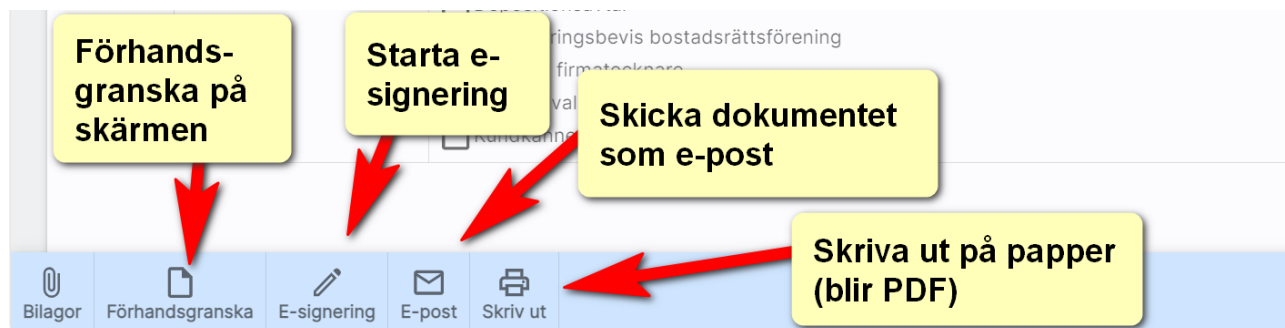 Förhands-
granska på
skärmen
Starta e-
signering
ringsbevis bostadsrättsförening
Skicka dokumentet
som e-post
Skriva ut på papper
(blir PDF)
Bilagor
Förhandsgranska
E-signering
E-post
Skriv ut